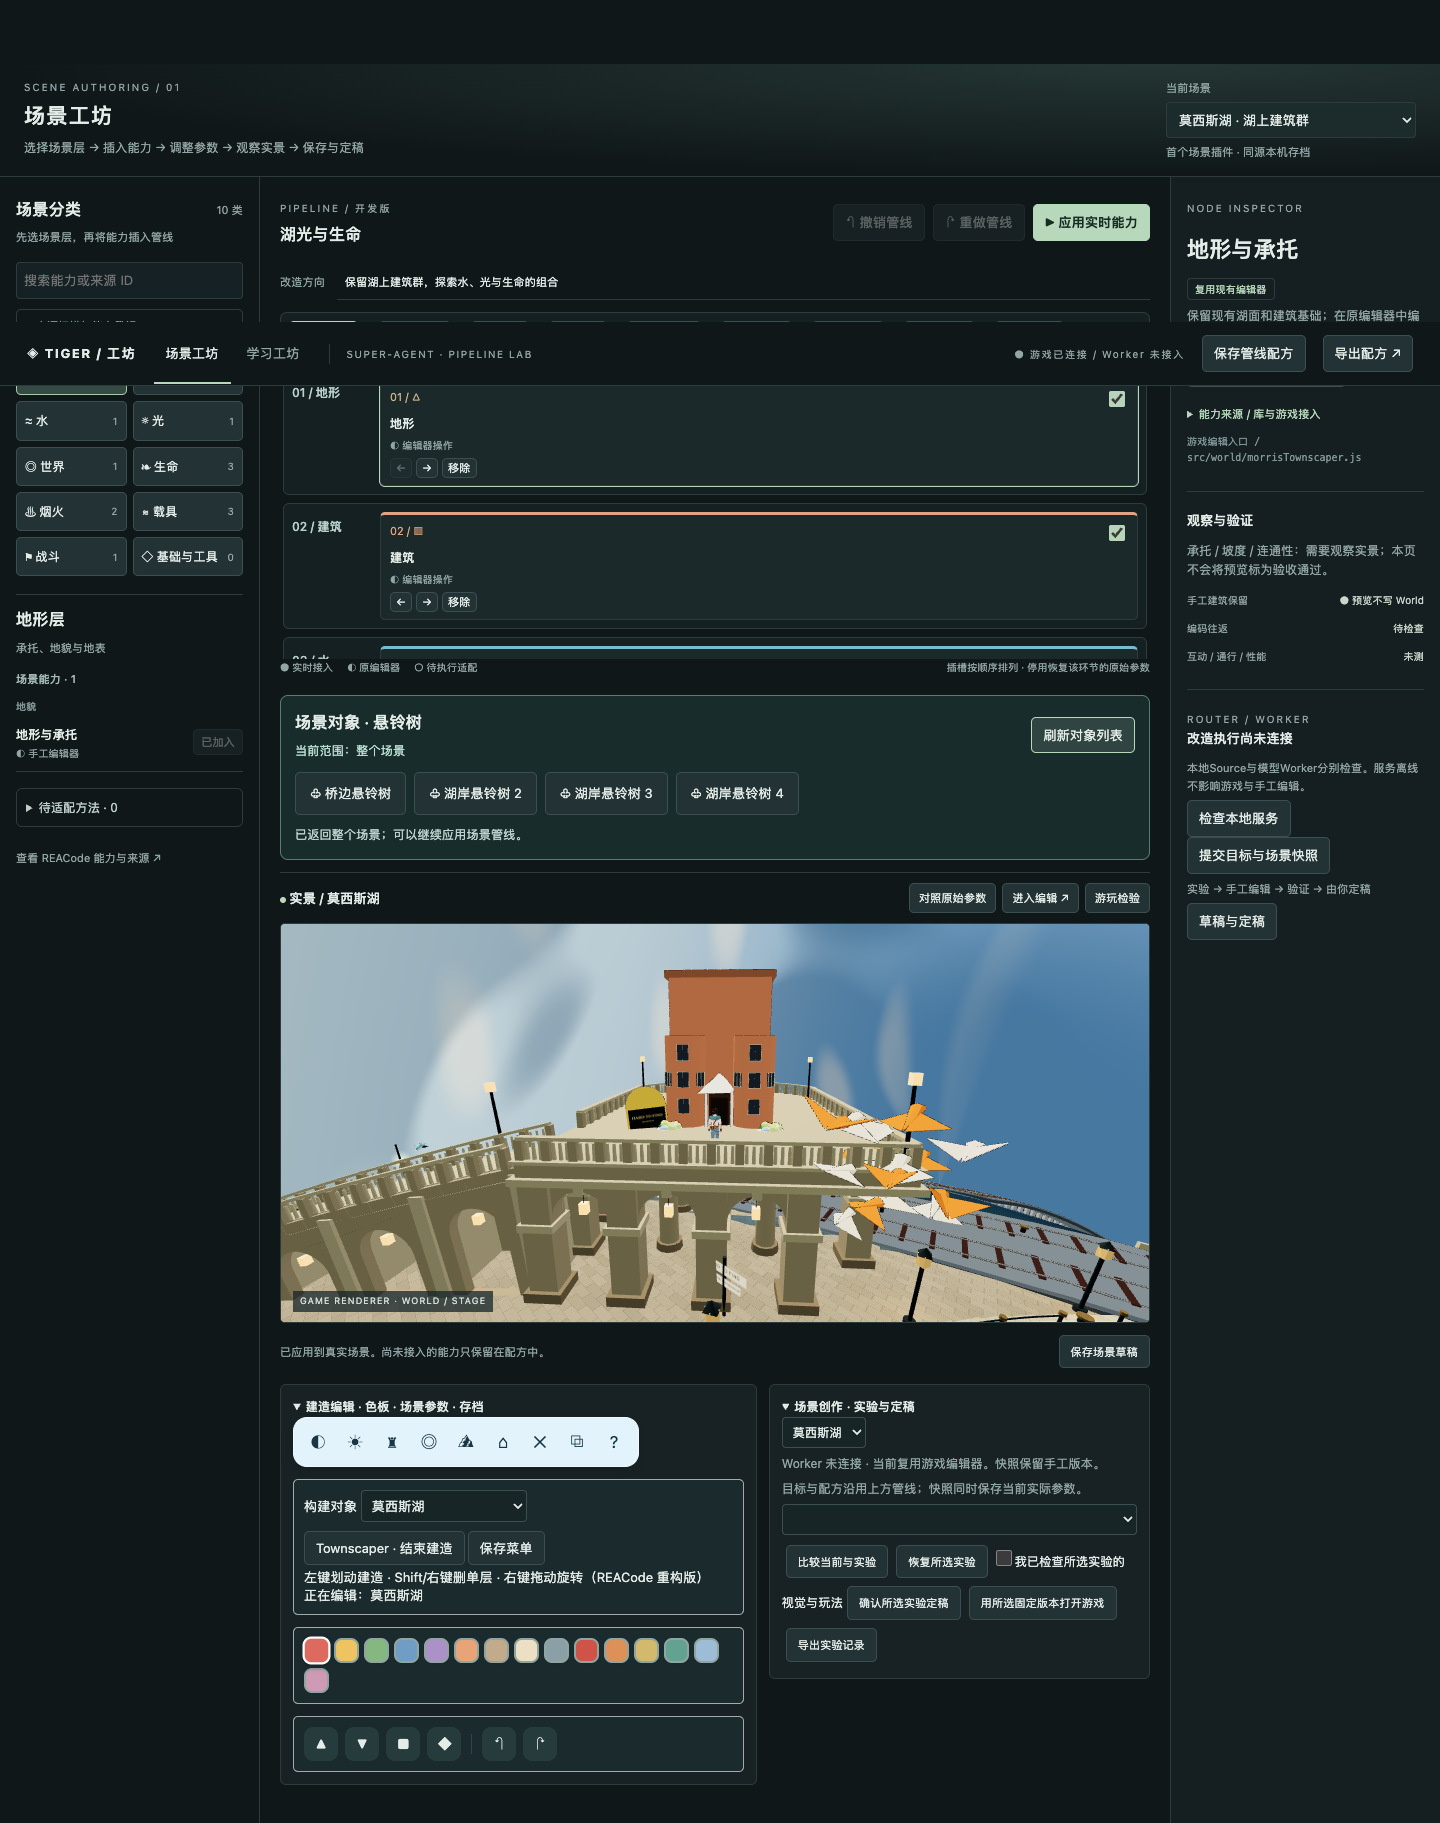 SCENE AUTHORING / 01
场景工坊
选择场景层 → 插入能力 → 调整参数 → 观察实景 → 保存与定稿
当前场景
莫西斯湖 · 湖上建筑群
首个场景插件 · 同源本机存档
场景分类
10 类
先选场景层，再将能力插入管线
搜索能力或来源 ID
PIPELINE / 开发版
湖光与生命
撤销管线
重做管线
应用实时能力
改造方向
保留湖上建筑群，探索水、光与生命的组合
NODE INSPECTOR
地形与承托
复用现有编辑器
保留现有湖面和建筑基础；在原编辑器中编
◈ TIGER / 工坊
场景工坊
学习工坊
SUPER-AGENT · PIPELINE LAB
● 游戏已连接 / Worker 未接入
保存管线配方
导出配方 ↗
≈ 水 1
☼ 光 1
◎ 世界 1
❧ 生命 3
♨ 烟火 2
载具 3
⚑ 战斗 1
◇ 基础与工具 0
地形层
承托、地貌与地表
场景能力 · 1
地貌
地形与承托
◐ 手工编辑器
已加入
▶ 待适配方法 · 0
查看 REACode 能力与来源 ↗
01 / 地形
01 / △
地形
◐ 编辑器操作
← → 移除
02 / 建筑
02 / ▥
建筑
◐ 编辑器操作
← → 移除
● 实时接入 ◐ 原编辑器 ○ 待执行适配
插槽按顺序排列 · 停用恢复该环节的原始参数
场景对象 · 悬铃树
当前范围：整个场景
刷新对象列表
桥边悬铃树
湖岸悬铃树 2
湖岸悬铃树 3
湖岸悬铃树 4
已返回整个场景；可以继续应用场景管线。
● 实景 / 莫西斯湖
对照原始参数
进入编辑 ↗
游玩检验
GAME RENDERER · WORLD / STAGE
已应用到真实场景。尚未接入的能力只保留在配方中。
保存场景草稿
▼ 建造编辑 · 色板 · 场景参数 · 存档
?
构建对象
莫西斯湖
Townscaper · 结束建造
保存菜单
左键划动建造 · Shift/右键删单层 · 右键拖动旋转（REACode 重构版）
正在编辑：莫西斯湖
▼ 场景创作 · 实验与定稿
莫西斯湖
Worker 未连接 · 当前复用游戏编辑器。快照保留手工版本。
目标与配方沿用上方管线；快照同时保存当前实际参数。
比较当前与实验
恢复所选实验
我已检查所选实验的
视觉与玩法
确认所选实验定稿
用所选固定版本打开游戏
导出实验记录
▶ 能力来源 / 库与游戏接入
游戏编辑入口 /
src/world/morrisTownscaper.js
观察与验证
承托 / 坡度 / 连通性：需要观察实景；本页
不会将预览标为验收通过。
手工建筑保留
● 预览不写 World
编码往返
待检查
互动 / 通行 / 性能
未测
ROUTER / WORKER
改造执行尚未连接
本地Source与模型Worker分别检查。服务离线
不影响游戏与手工编辑。
检查本地服务
提交目标与场景快照
实验 → 手工编辑 → 验证 → 由你定稿
草稿与定稿